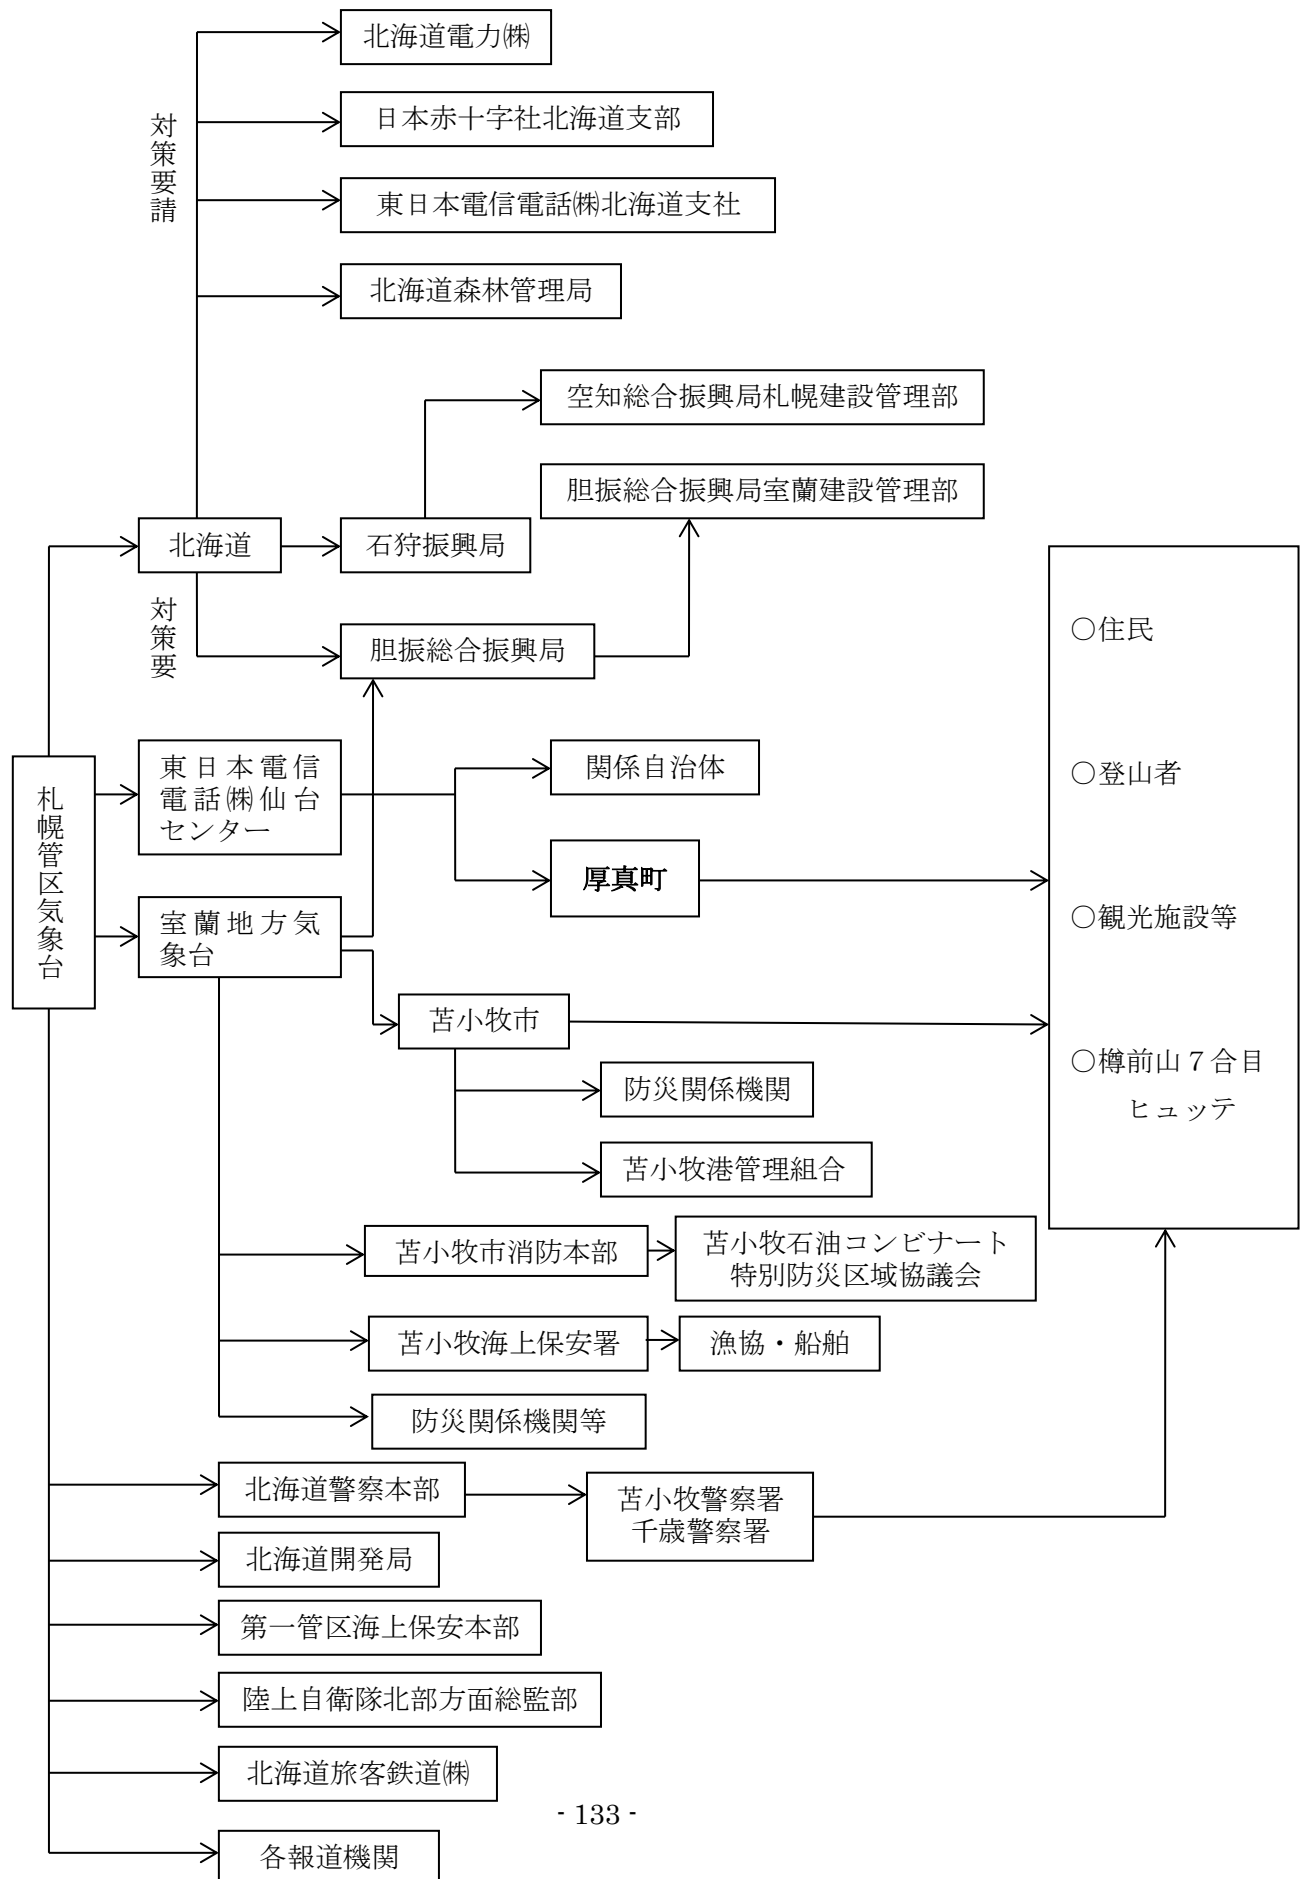 北海道電力㈱
対策要請
日本赤十字社北海道支部
東日本電信電話㈱北海道支社
北海道森林管理局
空知総合振興局札幌建設管理部
胆振総合振興局室蘭建設管理部
北海道
石狩振興局
対策要
胆振総合振興局
○住民
○登山者
○観光施設等
○樽前山７合目
ヒュッテ
札幌管区気象台
東日本電信
電話㈱仙台
センター
関係自治体
厚真町
室蘭地方気
象台
苫小牧市
防災関係機関
苫小牧港管理組合
苫小牧市消防本部
苫小牧石油コンビナート
特別防災区域協議会
苫小牧海上保安署
漁協・船舶
防災関係機関等
北海道警察本部
苫小牧警察署
千歳警察署
北海道開発局
第一管区海上保安本部
陸上自衛隊北部方面総監部
北海道旅客鉄道㈱
- 133 -
各報道機関